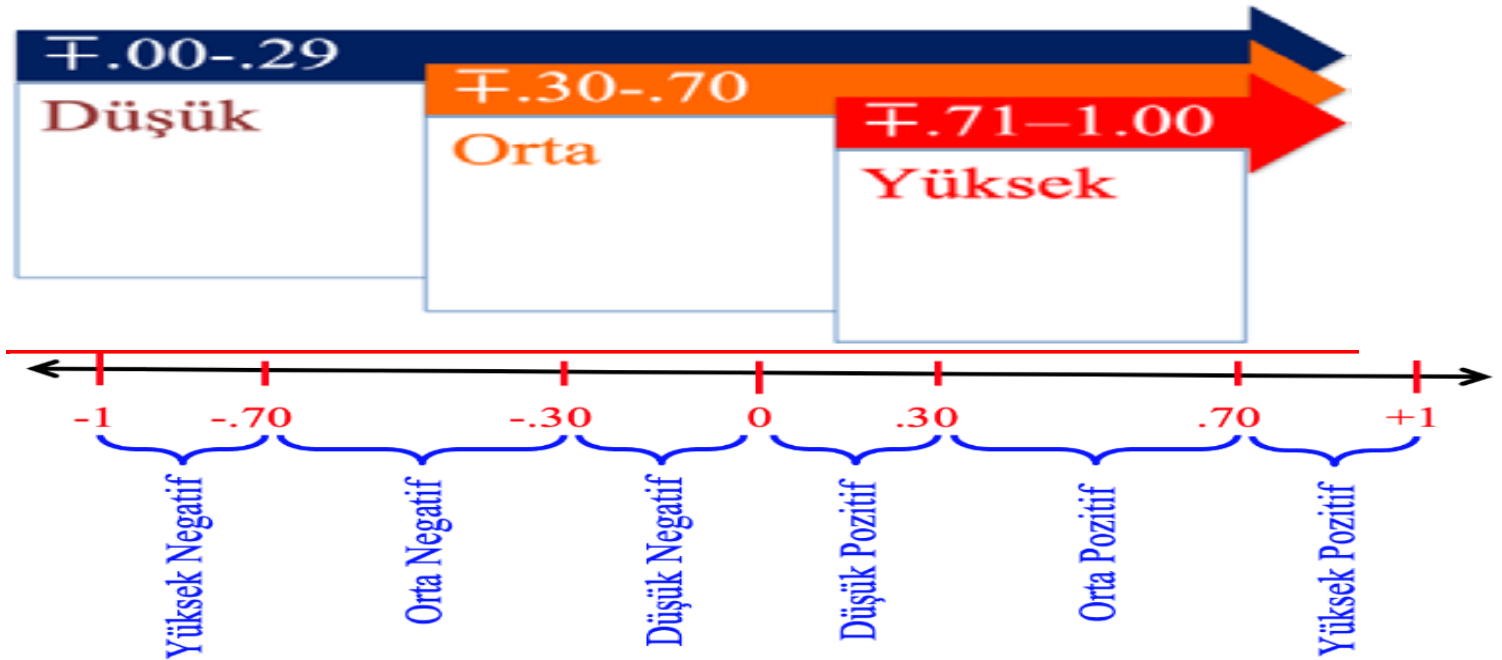 ∓.00-.29
Düşük
∓.30-.70
Orta
∓.71–1.00
Yüksek
-1 -.70 -.30 0 .30 .70 +1
Yüksek Negatif
Orta Negatif
Düşük Negatif
Düşük Pozitif
Orta Pozitif
Yüksek Pozitif